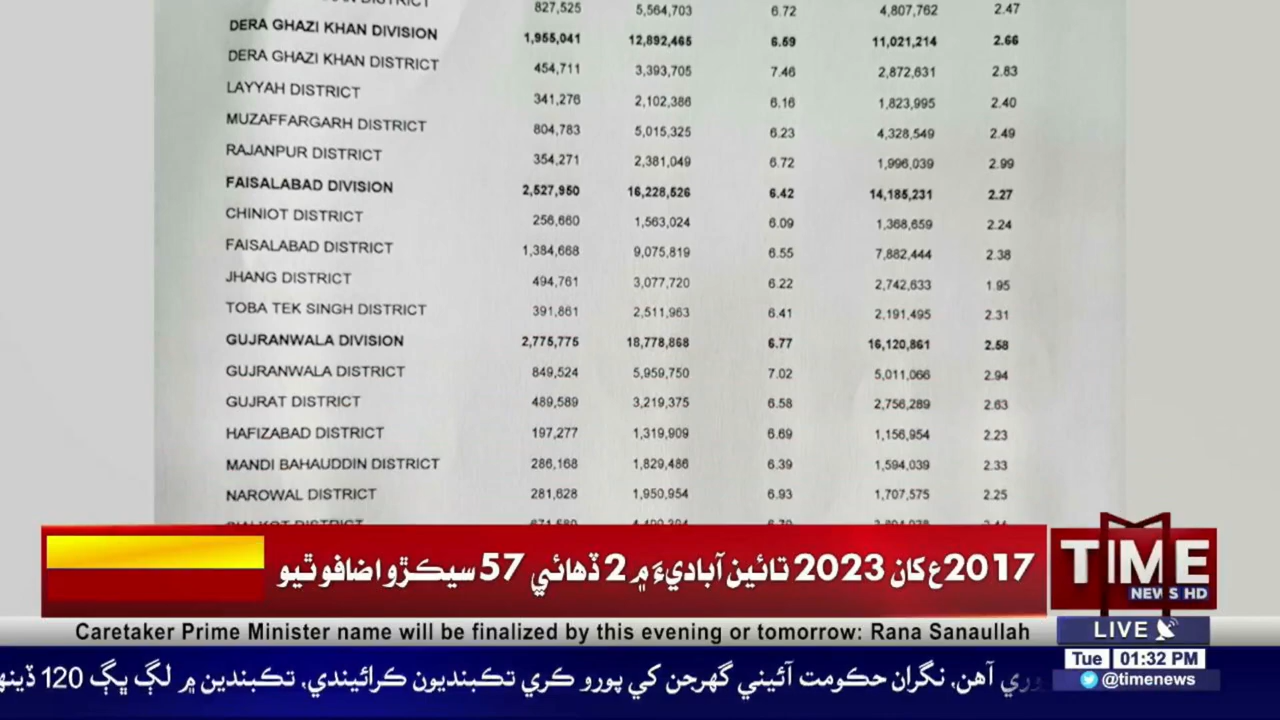 827,525 5,564,703 6.72 4,807,762 2.47
DERA GHAZI KHAN DIVISION 1,955,041 12,892,465 6.59 11,021,214 2.66
DERA GHAZI KHAN DISTRICT 454,711 3,393,705 7.46 2,872,631 2.83
LAYYAH DISTRICT 341,276 2,102,386 6.16 1,823,995 2.40
MUZAFFARGARH DISTRICT 804,783 5,015,325 6.23 4,328,549 2.49
RAJANPUR DISTRICT 354,271 2,381,049 6.72 1,996,039 2.99
FAISALABAD DIVISION 2,527,950 16,228,526 6.42 14,185,231 2.27
CHINIOT DISTRICT 256,660 1,563,024 6.09 1,368,659 2.24
FAISALABAD DISTRICT 1,384,668 9,075,819 6.55 7,882,444 2.38
JHANG DISTRICT 494,761 3,077,720 6.22 2,742,633 1.95
TOBA TEK SINGH DISTRICT 391,861 2,511,963 6.41 2,191,495 2.31
GUJRANWALA DIVISION 2,775,775 18,778,868 6.77 16,120,861 2.58
GUJRANWALA DISTRICT 849,524 5,959,750 7.02 5,011,066 2.94
GUJRAT DISTRICT 489,589 3,219,375 6.58 2,756,289 2.63
HAFIZABAD DISTRICT 197,277 1,319,909 6.69 1,156,954 2.23
MANDI BAHAUDDIN DISTRICT 286,168 1,829,486 6.39 1,594,039 2.33
NAROWAL DISTRICT 281,628 1,950,954 6.93 1,707,575 2.25
2017ع کان 2023 تائين آباديءَ ۾ 2 ڏهائي 57 سيڪڙو اضافو ٿيو
TIME
NEWS HD
Caretaker Prime Minister name will be finalized by this evening or tomorrow: Rana Sanaullah
LIVE
Tue 01:32 PM
@timenews
آهن. نگران حڪومت آئيني گهرجن کي پورو ڪري تڪبنديون ڪرائيندي، تڪبندين ۾ لڳ ڀڳ 120